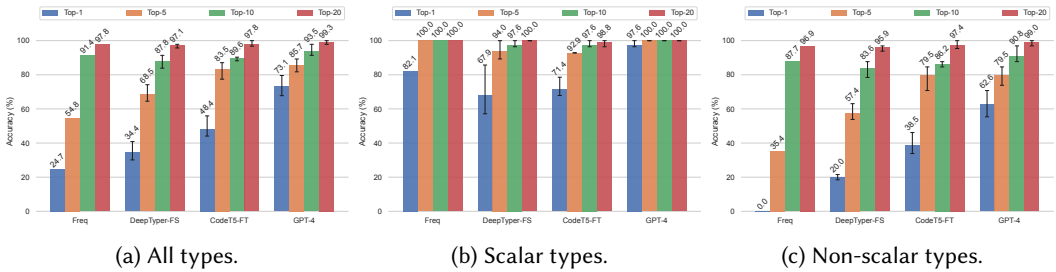 Top-1 Top-5 Top-10 Top-20
Accuracy (%)
100
80
60
40
20
0
24.7 54.8 91.4 97.8
34.4 68.5 87.8 97.1
48.4 83.5 89.6 97.8
73.1 85.7 93.5 99.3
Freq DeepTyper-FS CodeT5-FT GPT-4
(a) All types.
Top-1 Top-5 Top-10 Top-20
Accuracy (%)
100
80
60
40
20
0
82.1 100.0 100.0 100.0
67.9 94.0 97.6 100.0
71.4 92.9 97.6 98.8
97.6 100.0 100.0 100.0
Freq DeepTyper-FS CodeT5-FT GPT-4
(b) Scalar types.
Top-1 Top-5 Top-10 Top-20
Accuracy (%)
100
80
60
40
20
0
0.0 35.4 87.7 96.9
20.0 57.4 83.6 95.9
38.5 79.5 86.2 97.4
62.6 79.5 90.8 99.0
Freq DeepTyper-FS CodeT5-FT GPT-4
(c) Non-scalar types.